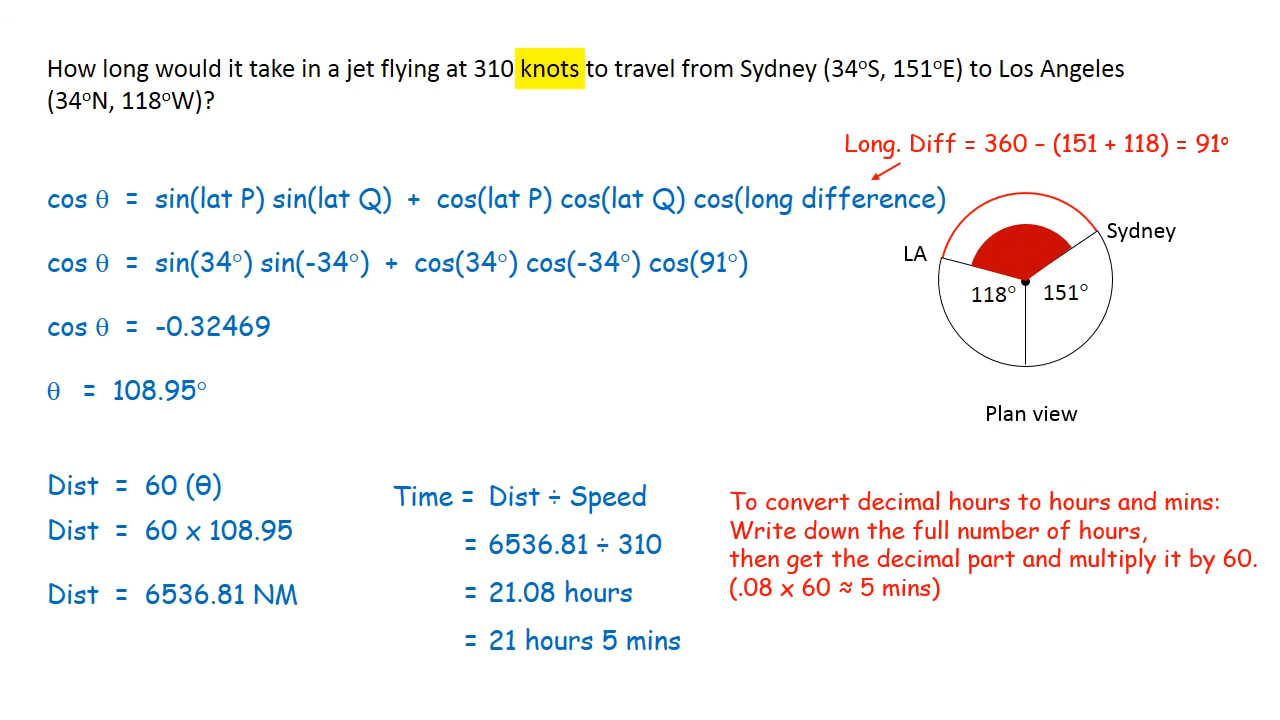 How long would it take in a jet flying at 310 knots to travel from Sydney (34°S, 151°E) to Los Angeles
(34°N, 118°W)?
Long. Diff = 360 – (151 + 118) = 91°
cos θ = sin(lat P) sin(lat Q) + cos(lat P) cos(lat Q) cos(long difference)
cos θ = sin(34°) sin(-34°) + cos(34°) cos(-34°) cos(91°)
cos θ = -0.32469
θ = 108.95°
Sydney
LA
118° 151°
Plan view
Dist = 60 (θ)
Dist = 60 x 108.95
Dist = 6536.81 NM
Time = Dist ÷ Speed
= 6536.81 ÷ 310
= 21.08 hours
= 21 hours 5 mins
To convert decimal hours to hours and mins:
Write down the full number of hours,
then get the decimal part and multiply it by 60.
(.08 x 60 ≈ 5 mins)